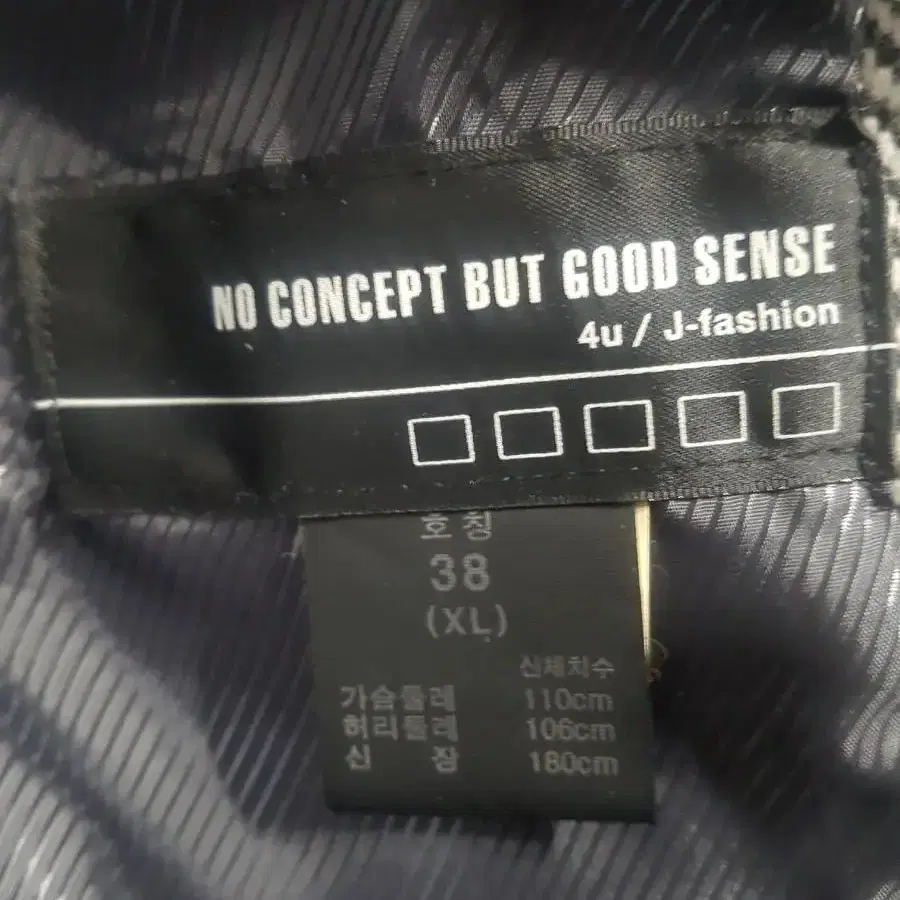 NO CONCEPT BUT GOOD SENSE
4u / J-fashion
호칭
38
(XL)
신체치수
가슴둘레 110cm
허리둘레 106cm
신 장 180cm